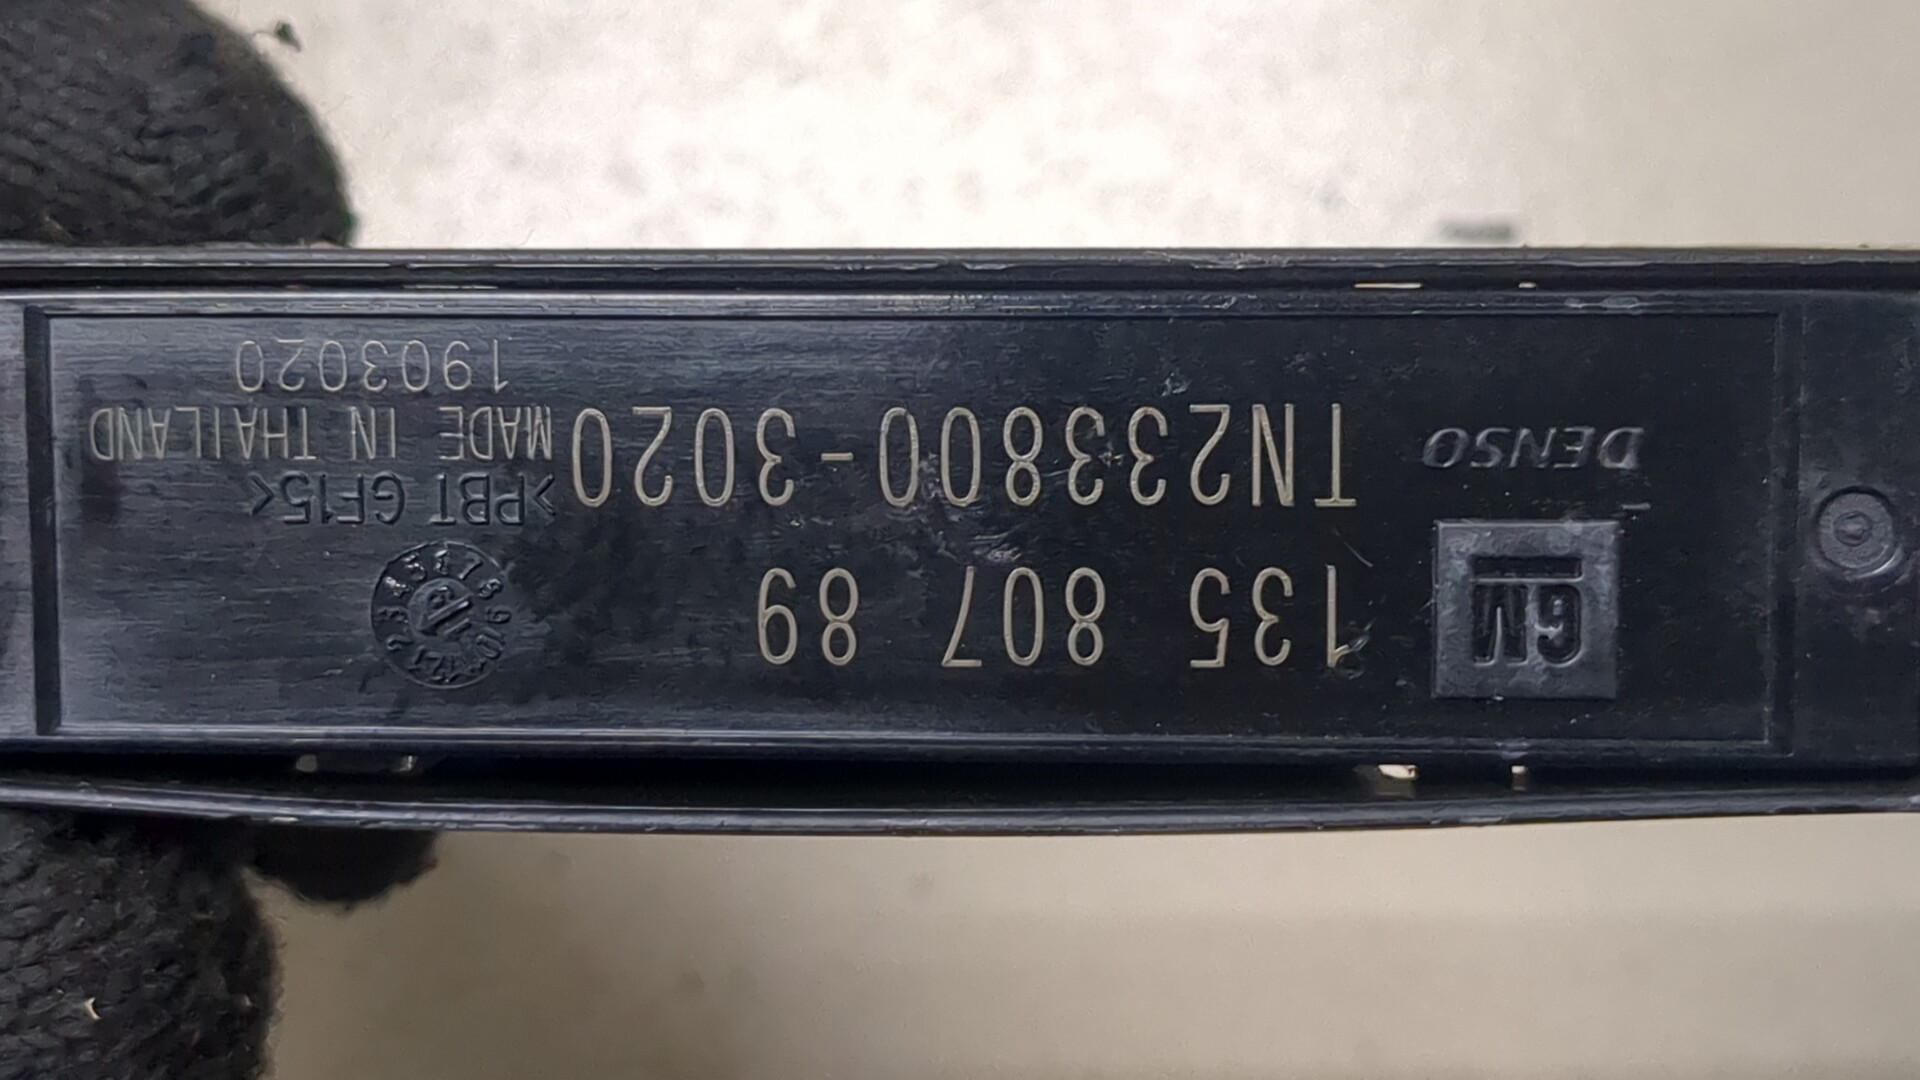 GM
135 807 89
DENSO
TN233800-3020
>PBT GF15<
MADE IN THAILAND
1903020